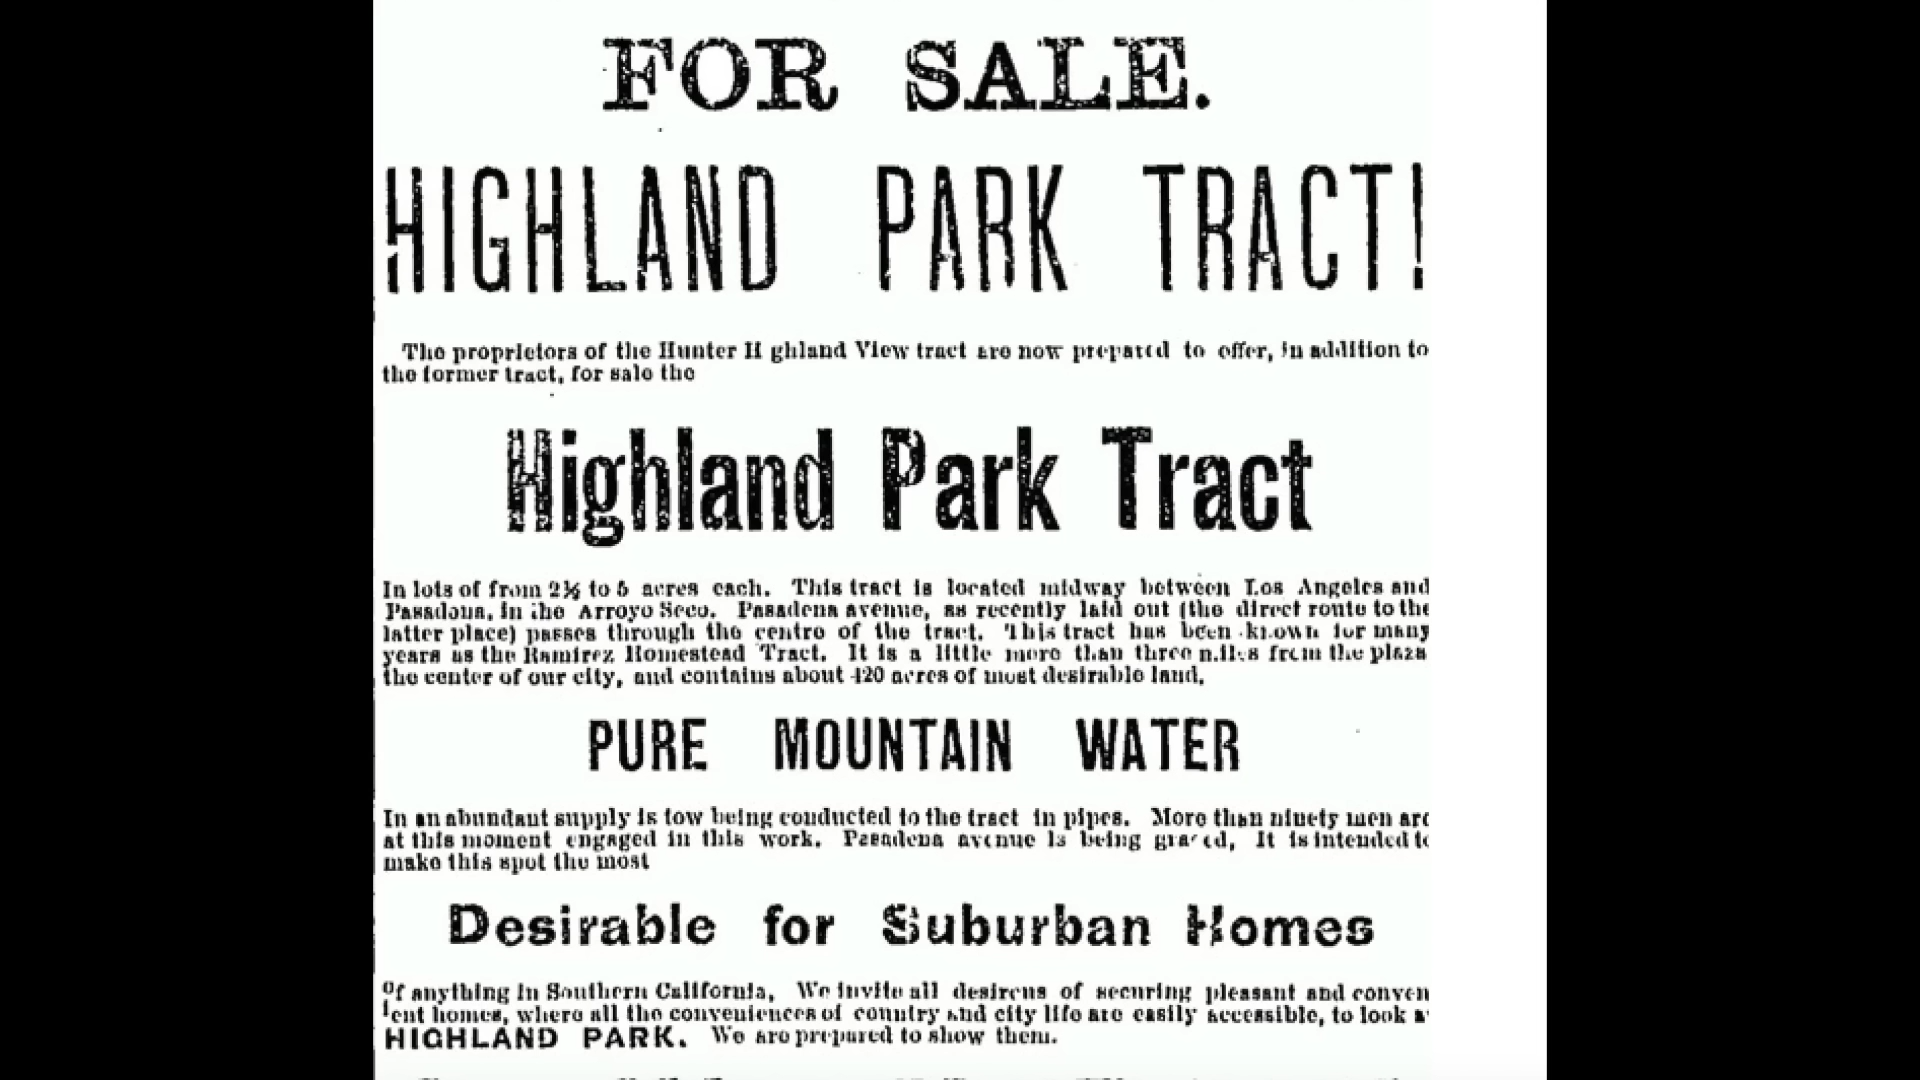 FOR SALE.
HIGHLAND PARK TRACT!
The proprietors of the Hunter H ghland View tract are now prepared to offer, in addition to
the former tract, for sale the
Highland Park Tract
In lots of from 2½ to 5 acres each. This tract is located midway between Los Angeles and
Pasadena, in the Arroyo Seco. Pasadena avenue, as recently laid out (the direct route to the
latter place) passes through the centre of the tract. This tract has been known for many
years as the Ramirez Homestead Tract. It is a little more than three miles from the plaza
the center of our city, and contains about 420 acres of most desirable land.
PURE MOUNTAIN WATER
In an abundant supply is now being conducted to the tract in pipes. More than ninety men are
at this moment engaged in this work. Pasadena avenue is being graded, It is intended to
make this spot the most
Desirable for Suburban Homes
Of anything in Southern California, We invite all desirous of securing pleasant and conven
ient homes, where all the conveniences of country and city life are easily accessible, to look a
HIGHLAND PARK. We are prepared to show them.